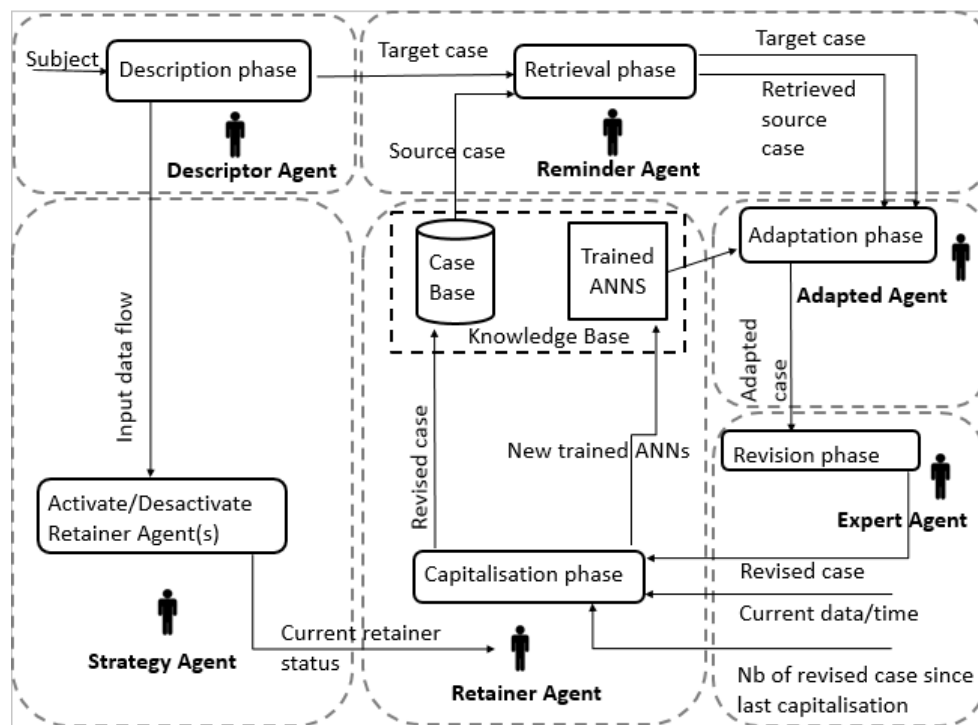 Subject
Description phase
Descriptor Agent
Target case
Retrieval phase
Reminder Agent
Target case
Retrieved
source
case
Source case
Case
Base
Trained
ANNS
Knowledge Base
Adaptation phase
Adapted Agent
Adapted
case
Input data flow
Activate/Desactivate
Retainer Agent(s)
Strategy Agent
Current retainer
status
Revised case
New trained ANNs
Capitalisation phase
Retainer Agent
Revision phase
Expert Agent
Revised case
Current data/time
Nb of revised case since
last capitalisation